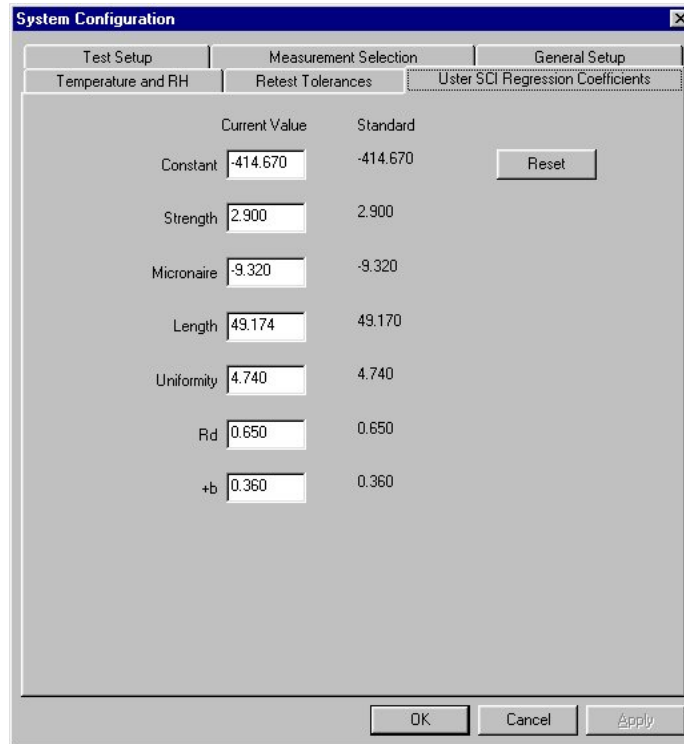 System Configuration
Test Setup Measurement Selection General Setup
Temperature and RH Retest Tolerances Uster SCI Regression Coefficients
Current Value Standard
Constant -414.670 -414.670 Reset
Strength 2.900 2.900
Micronaire -9.320 -9.320
Length 49.174 49.170
Uniformity 4.740 4.740
Rd 0.650 0.650
+b 0.360 0.360
OK Cancel Apply